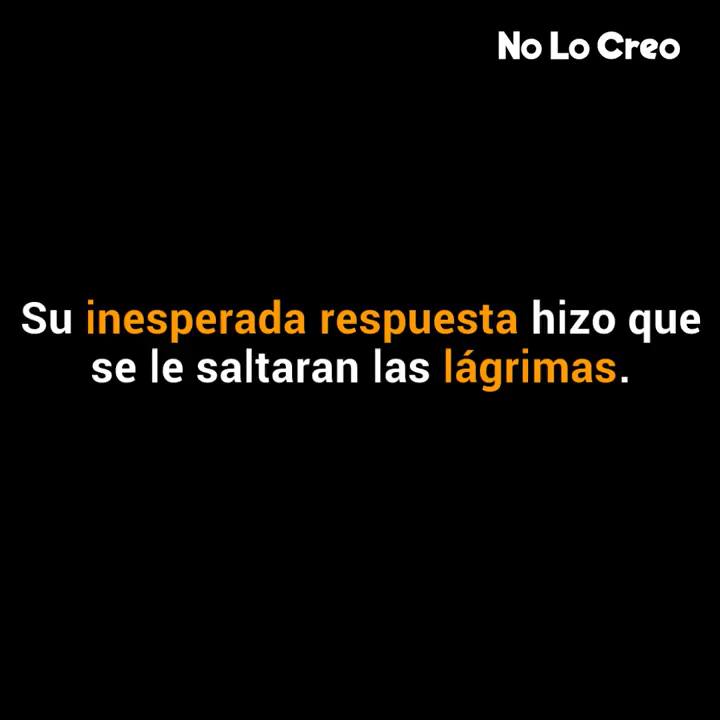 No Lo Creo
Su inesperada respuesta hizo que
se le saltaran las lágrimas.